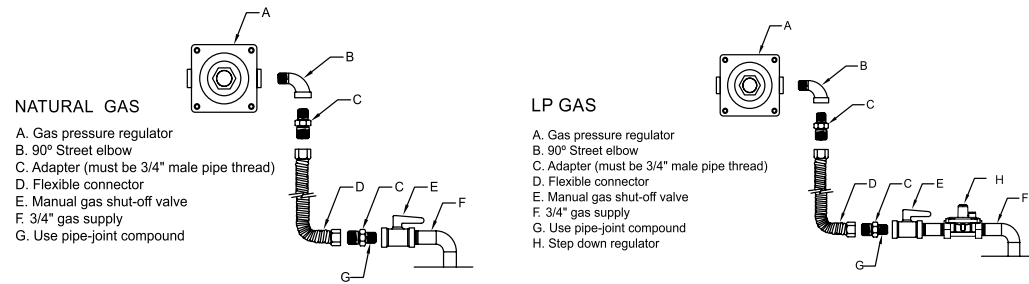 NATURAL GAS
A. Gas pressure regulator
B. 90º Street elbow
C. Adapter (must be 3/4" male pipe thread)
D. Flexible connector
E. Manual gas shut-off valve
F. 3/4" gas supply
G. Use pipe-joint compound
A
B
C
D
C
E
F
G
LP GAS
A. Gas pressure regulator
B. 90º Street elbow
C. Adapter (must be 3/4" male pipe thread)
D. Flexible connector
E. Manual gas shut-off valve
F. 3/4" gas supply
G. Use pipe-joint compound
H. Step down regulator
A
B
C
D
C
E
H
F
G